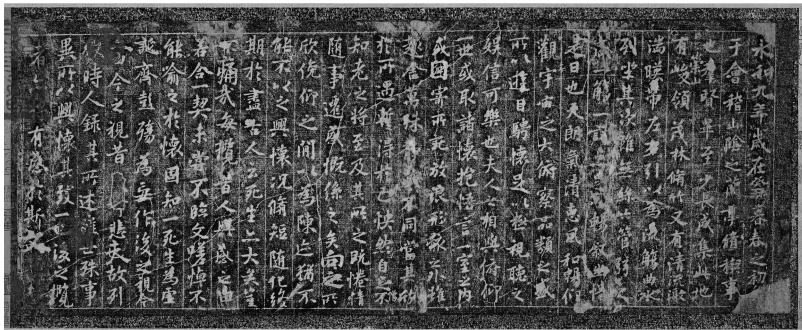 永和九年歲在癸丑暮春之初
于會稽山陰之蘭亭脩禊事
也群賢畢至少長咸集此地
有峻領茂林脩竹又有清流激
湍暎帶左右引以為流觴曲水
列坐其次雖無絲竹管弦之
一觴一詠暢敘幽情
是日也天朗氣清惠風和暢仰
觀宇宙之大俯察品類之盛
所以遊目騁懷足以極視聽之
娛信可樂也夫人之相與俯仰
一世或取諸懷抱悟言一室之內
或因寄所託放浪形骸之外雖
趣舍萬殊不同當其欣
於所遇蹔得於己快然自足不
知老之將至及其所之既惓情
隨事遷感慨係之矣向之所
欣俛仰之間以為陳迹猶不
能不以之興懷況脩短隨化終
期於盡古人云死生亦大矣豈
不痛哉每攬昔人興感之由
若合一契未嘗不臨文嗟悼不
能喻之於懷固知一死生為虛
誕齊彭殤為妄作後之視今
今之視昔悲夫故列
時人錄其所述雖世殊事
異所以興懷其致一也後之攬
者有感於斯文